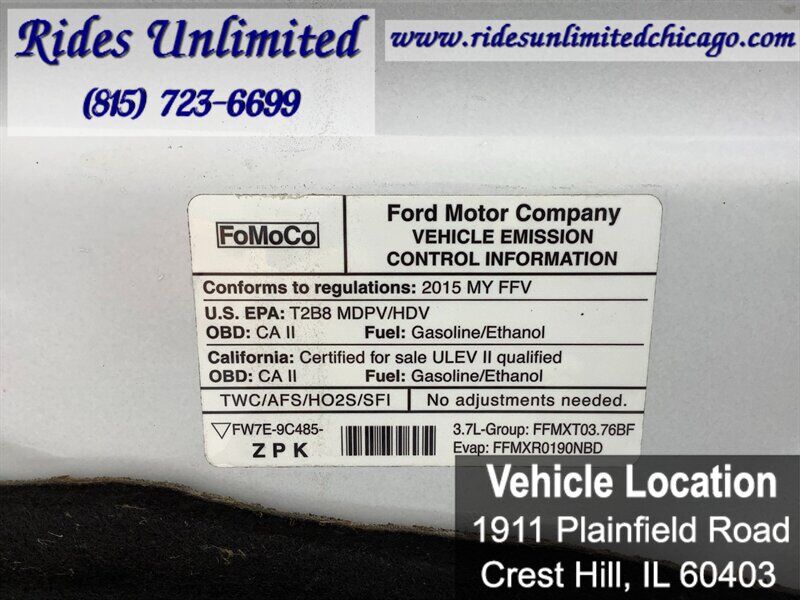 Rides Unlimited
(815) 723-6699
www.ridesunlimitedchicago.com
FoMoCo
Ford Motor Company
VEHICLE EMISSION
CONTROL INFORMATION
Conforms to regulations: 2015 MY FFV
U.S. EPA: T2B8 MDPV/HDV
OBD: CA II Fuel: Gasoline/Ethanol
California: Certified for sale ULEV II qualified
OBD: CA II Fuel: Gasoline/Ethanol
TWC/AFS/HO2S/SFI No adjustments needed.
FW7E-9C485-
Z P K
3.7L-Group: FFMXT03.76BF
Evap: FFMXR0190NBD
Vehicle Location
1911 Plainfield Road
Crest Hill, IL 60403